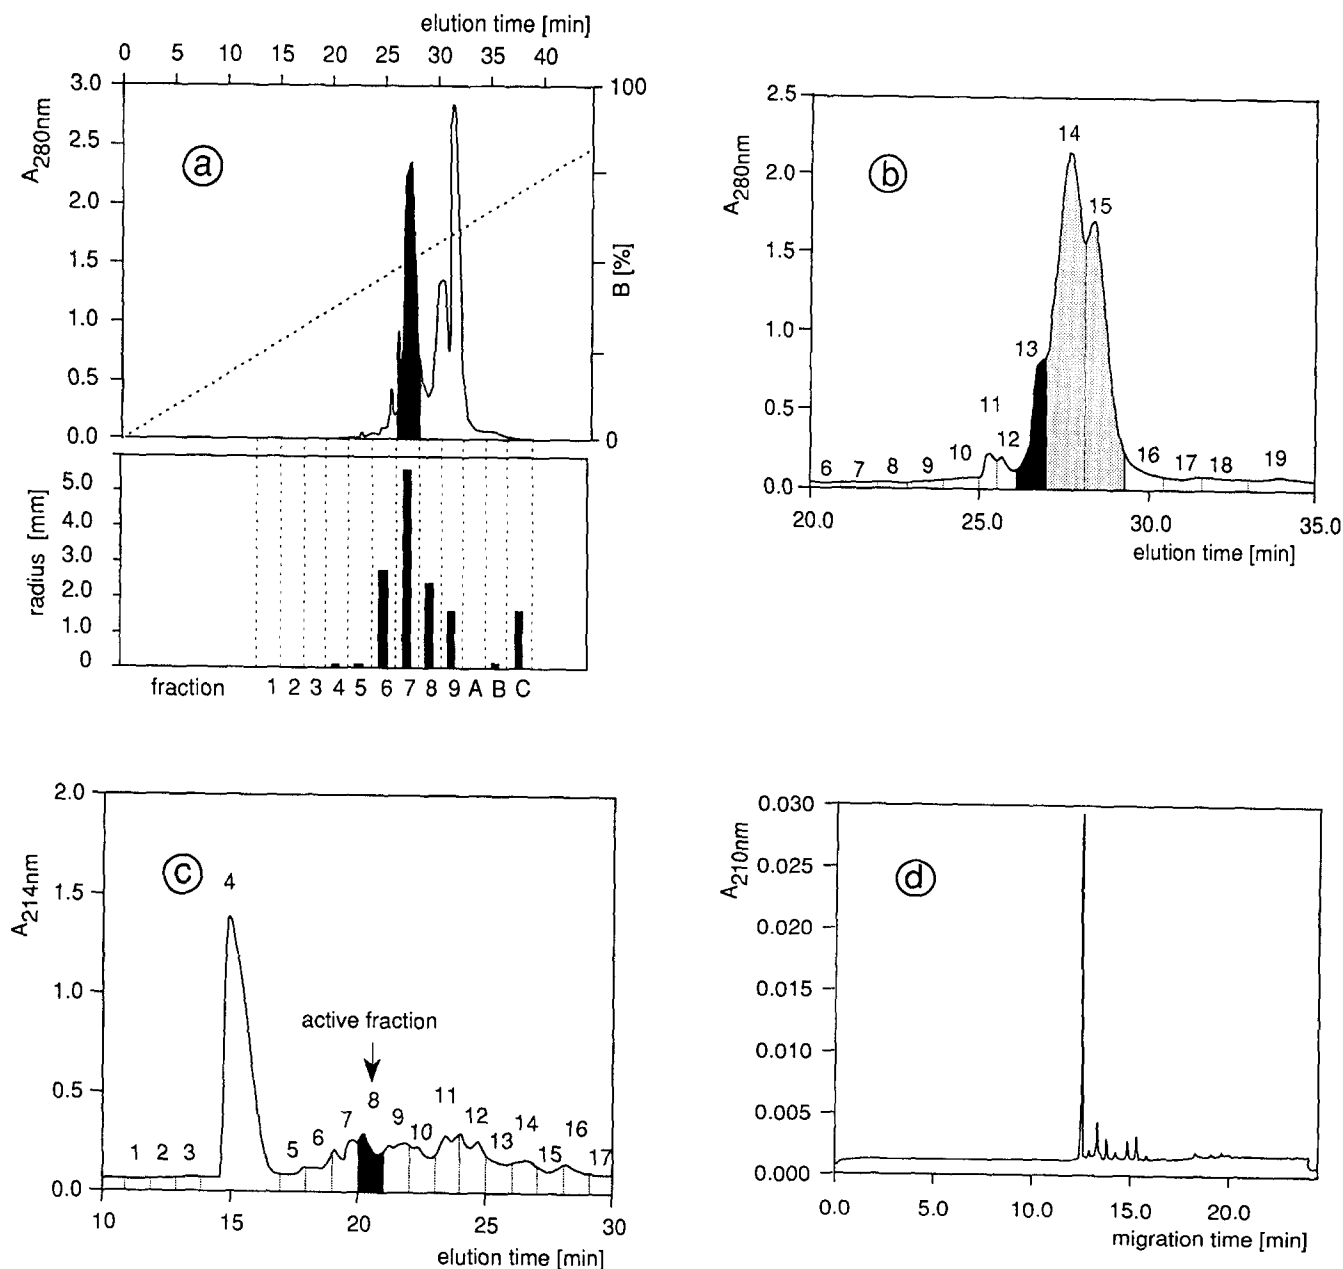 elution time [min]
0 5 10 15 20 25 30 35 40
3.0
2.5
2.0
1.5
1.0
0.5
0.0
A280nm
a
100
0
B [%]
5.0
4.0
3.0
2.0
1.0
0
radius [mm]
fraction 1 2 3 4 5 6 7 8 9 A B C
2.5
2.0
1.5
1.0
0.5
0.0
A280nm
b
14
15
13
11
12
6 7 8 9 10 16 17 18 19
20.0 25.0 30.0 35.0
elution time [min]
2.0
1.5
1.0
0.5
0.0
A214nm
c
4
active fraction
1 2 3 5 6 7 8 9 10 11 12 13 14 15 16 17
10 15 20 25 30
elution time [min]
0.030
0.025
0.020
0.015
0.010
0.005
0.000
A210nm
d
0.0 5.0 10.0 15.0 20.0
migration time [min]